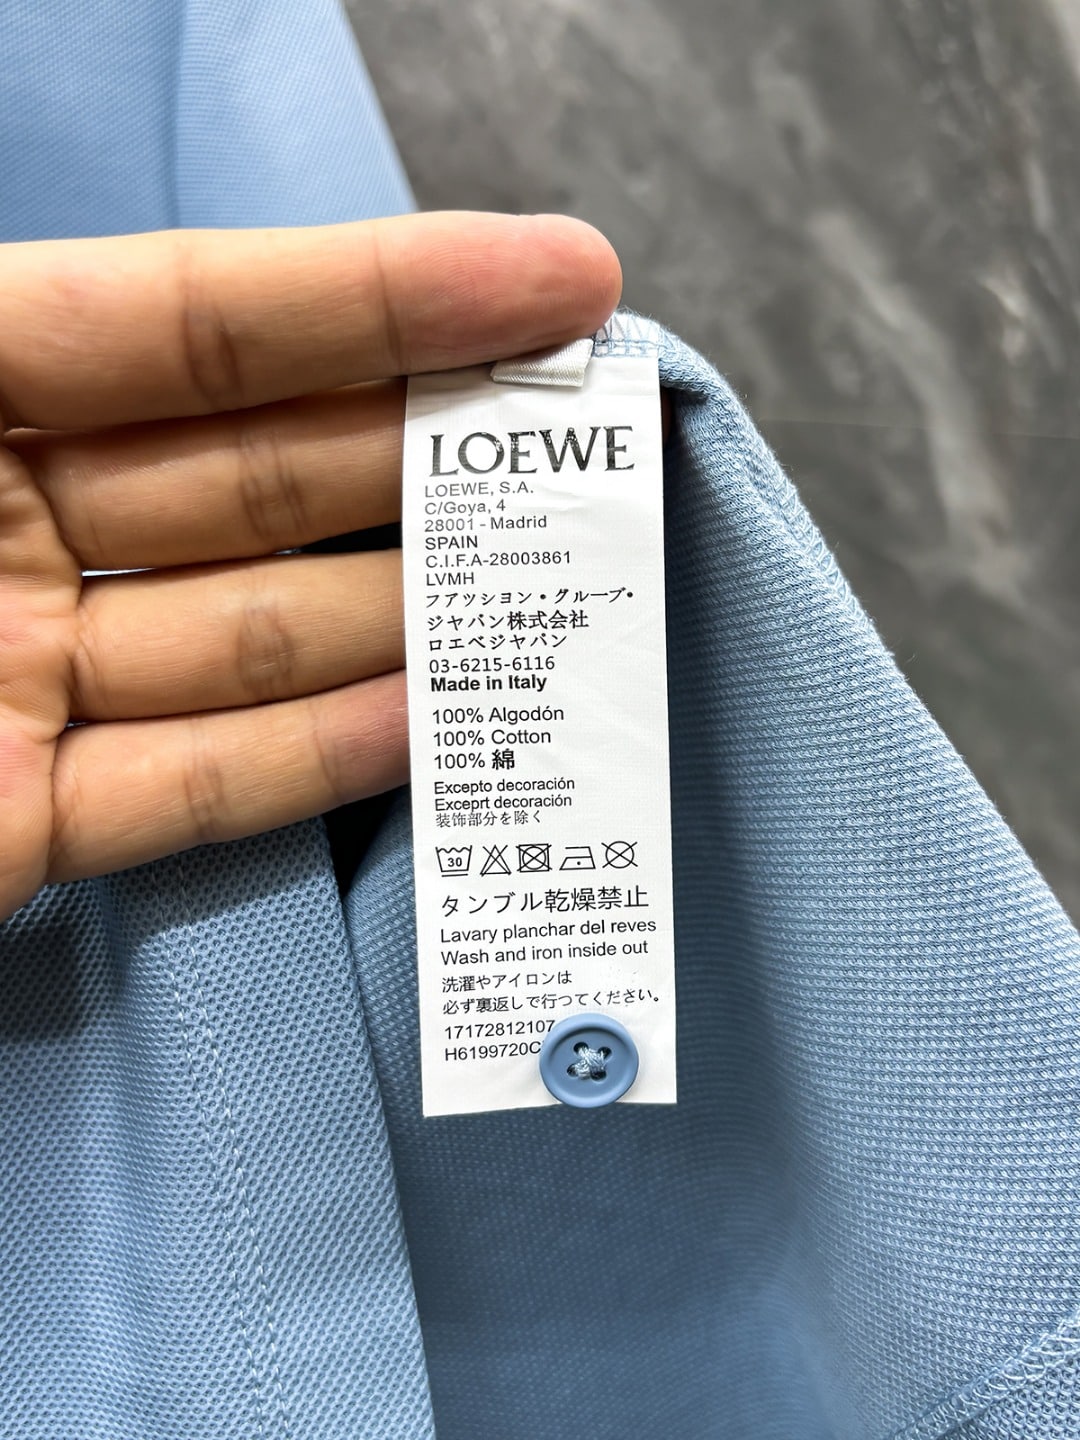 LOEWE
LOEWE, S.A.
C/Goya, 4
28001 - Madrid
SPAIN
C.I.F.A-28003861
LVMH
ファッション・グループ・
ジャバン株式会社
ロエベジャバン
03-6215-6116
Made in Italy
100% Algodón
100% Cotton
100% 綿
Excepto decoración
Exceprt decoración
装飾部分を除く
30
タンブル乾燥禁止
Lavary planchar del reves
Wash and iron inside out
洗濯やアイロンは
必ず裏返しで行つてください。
17172812107
H6199720C